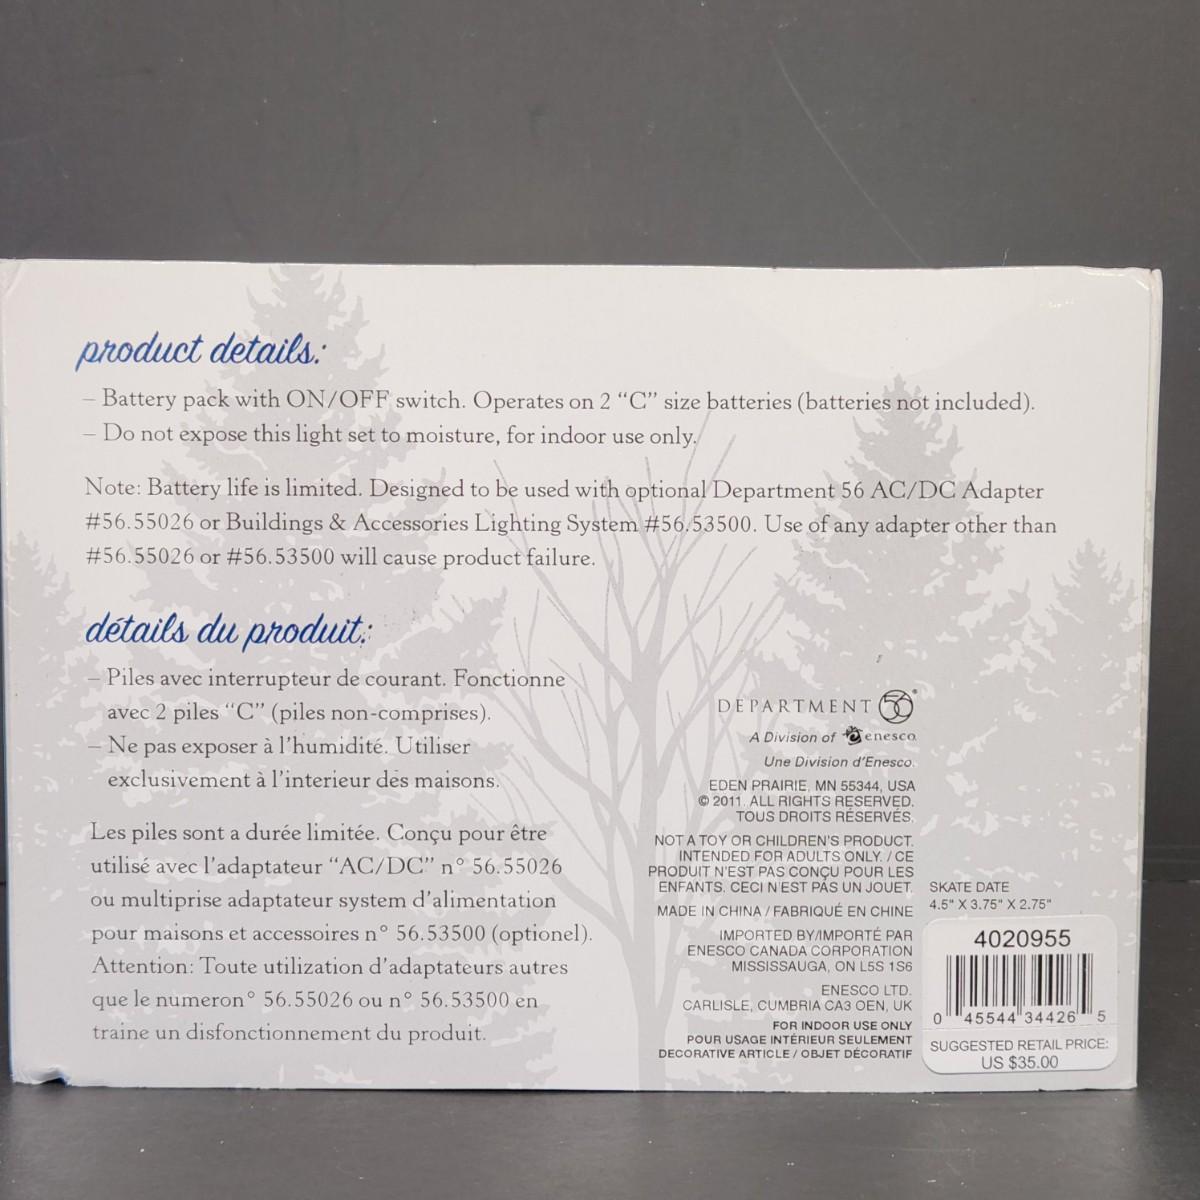 product details:
– Battery pack with ON/OFF switch. Operates on 2 “C” size batteries (batteries not included).
– Do not expose this light set to moisture, for indoor use only.
Note: Battery life is limited. Designed to be used with optional Department 56 AC/DC Adapter
#56.55026 or Buildings & Accessories Lighting System #56.53500. Use of any adapter other than
#56.55026 or #56.53500 will cause product failure.
détails du produit:
– Piles avec interrupteur de courant. Fonctionne
avec 2 piles “C” (piles non-comprises).
– Ne pas exposer à l’humidité. Utiliser
exclusivement à l’interieur des maisons.
Les piles sont a durée limitée. Conçu pour être
utilisé avec l’adaptateur “AC/DC” n° 56.55026
ou multiprise adaptateur system d’alimentation
pour maisons et accessoires n° 56.53500 (optionel).
Attention: Toute utilization d’adaptateurs autres
que le numeron° 56.55026 ou n° 56.53500 en
traine un disfonctionnement du produit.
DEPARTMENT 56®
A Division of enesco.
Une Division d’Enesco.
EDEN PRAIRIE, MN 55344, USA
© 2011. ALL RIGHTS RESERVED.
TOUS DROITS RÉSERVÉS.
NOT A TOY OR CHILDREN’S PRODUCT.
INTENDED FOR ADULTS ONLY. / CE
PRODUIT N’EST PAS CONÇU POUR LES
ENFANTS. CECI N’EST PAS UN JOUET.
MADE IN CHINA / FABRIQUÉ EN CHINE
IMPORTED BY/IMPORTÉ PAR
ENESCO CANADA CORPORATION
MISSISSAUGA, ON L5S 1S6
ENESCO LTD.
CARLISLE, CUMBRIA CA3 OEN, UK
FOR INDOOR USE ONLY
POUR USAGE INTÉRIEUR SEULEMENT
DECORATIVE ARTICLE / OBJET DÉCORATIF
SKATE DATE
4.5" X 3.75" X 2.75"
4020955
0 45544 34426 5
SUGGESTED RETAIL PRICE:
US $35.00